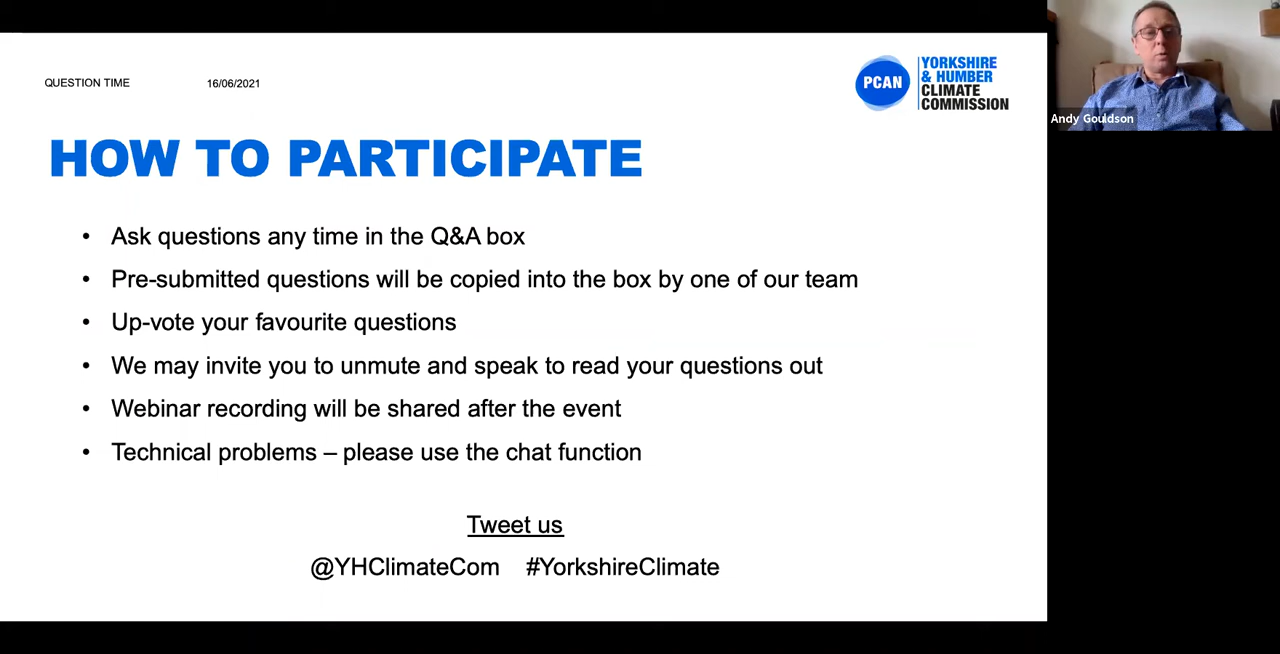 QUESTION TIME 16/06/2021
PCAN
YORKSHIRE
& HUMBER
CLIMATE
COMMISSION
Andy Gouldson
HOW TO PARTICIPATE
• Ask questions any time in the Q&A box
• Pre-submitted questions will be copied into the box by one of our team
• Up-vote your favourite questions
• We may invite you to unmute and speak to read your questions out
• Webinar recording will be shared after the event
• Technical problems – please use the chat function
Tweet us
@YHClimateCom #YorkshireClimate